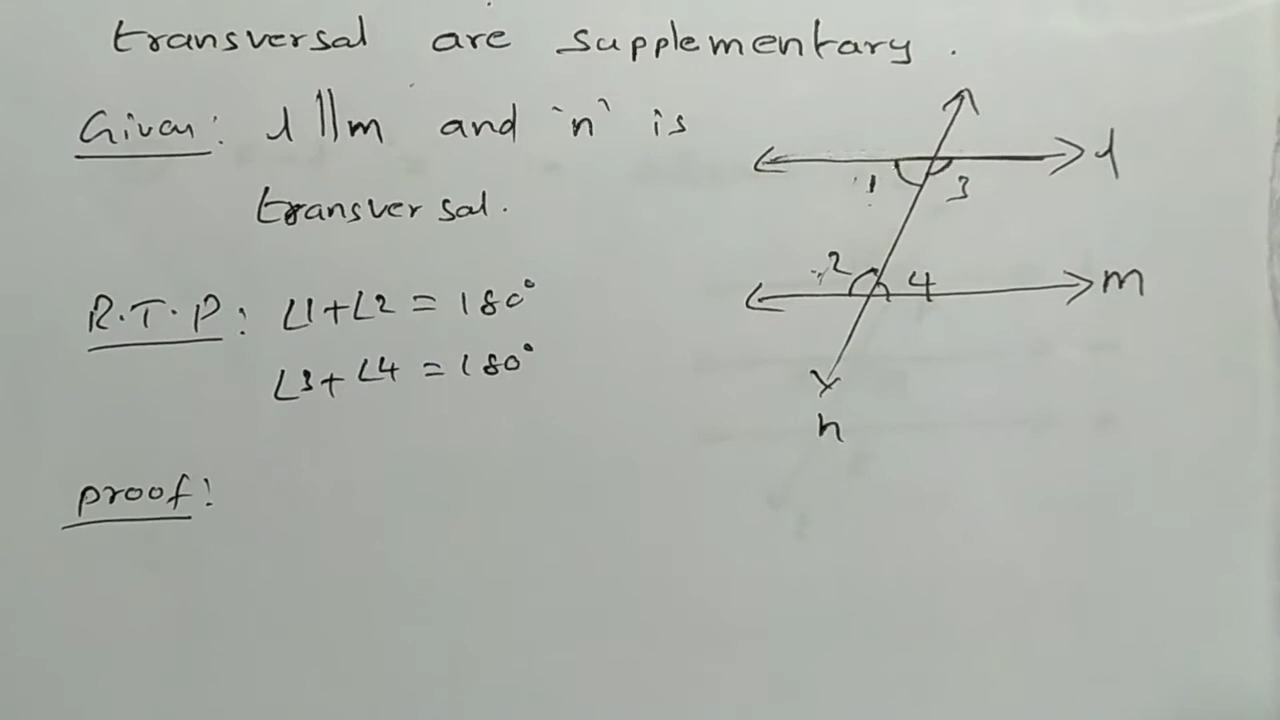 transversal are supplementary.
Given: l ||m and 'n' is
transversal.
R.T.P: ∠1+∠2 = 180°
∠3+∠4 = 180°
proof:
l
1 3
2 4
m
n